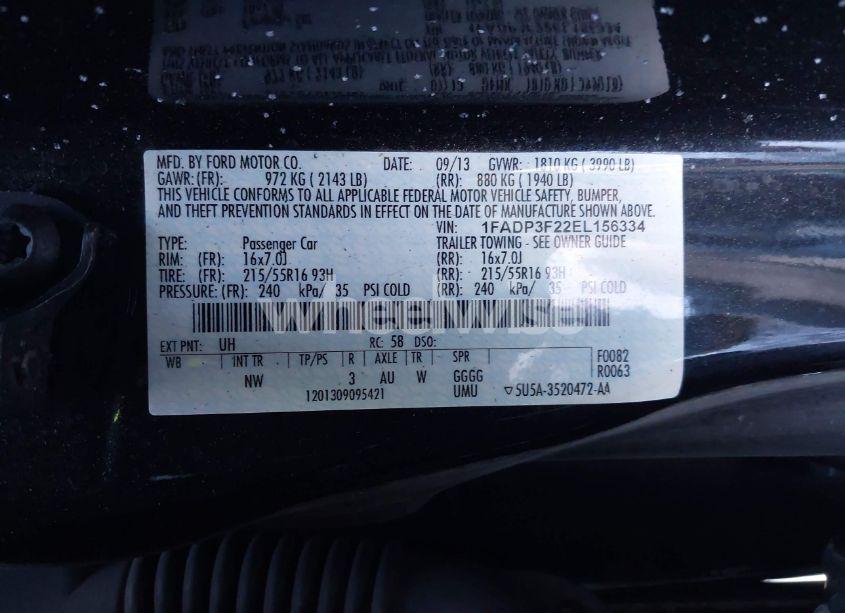 MFD. BY FORD MOTOR CO. DATE: 09/13 GVWR: 1810 KG ( 3990 LB)
GAWR: (FR): 972 KG ( 2143 LB) (RR): 880 KG ( 1940 LB)
THIS VEHICLE CONFORMS TO ALL APPLICABLE FEDERAL MOTOR VEHICLE SAFETY, BUMPER,
AND THEFT PREVENTION STANDARDS IN EFFECT ON THE DATE OF MANUFACTURE SHOWN ABOVE.
VIN: 1FADP3F22EL156334
TYPE: Passenger Car TRAILER TOWING - SEE OWNER GUIDE
RIM: (FR): 16x7.0J (RR): 16x7.0J
TIRE: (FR): 215/55R16 93H (RR): 215/55R16 93H
PRESSURE: (FR): 240 kPa/ 35 PSI COLD (RR): 240 kPa/ 35 PSI COLD
wheelwise
EXT PNT: UH RC: 58 DSO:
WB INT TR TP/PS R AXLE TR SPR F0082
NW 3 AU W GGGG R0063
1201309095421 UMU ▽5U5A-3520472-AA